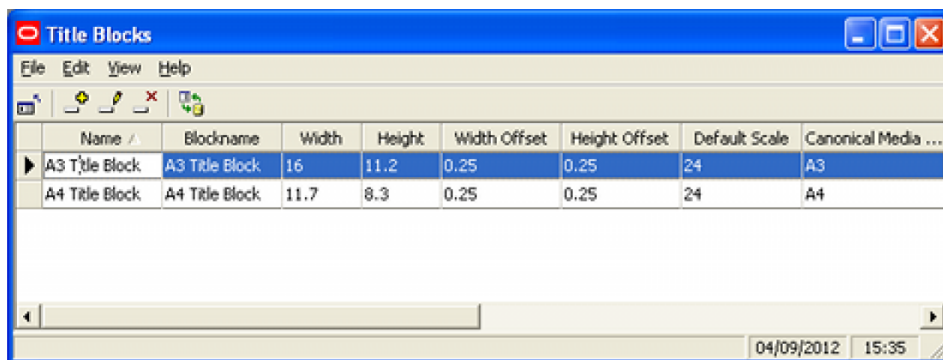 Title Blocks
File Edit View Help
Name Blockname Width Height Width Offset Height Offset Default Scale Canonical Media ...
A3 Title Block A3 Title Block 16 11.2 0.25 0.25 24 A3
A4 Title Block A4 Title Block 11.7 8.3 0.25 0.25 24 A4
04/09/2012 15:35